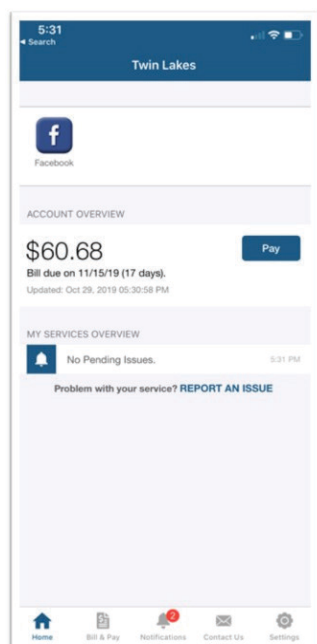 5:31
◀ Search
Twin Lakes
f
Facebook
ACCOUNT OVERVIEW
$60.68
Pay
Bill due on 11/15/19 (17 days).
Updated: Oct 29, 2019 05:30:58 PM
MY SERVICES OVERVIEW
No Pending Issues. 5:31 PM
Problem with your service? REPORT AN ISSUE
2
Home Bill & Pay Notifications Contact Us Settings